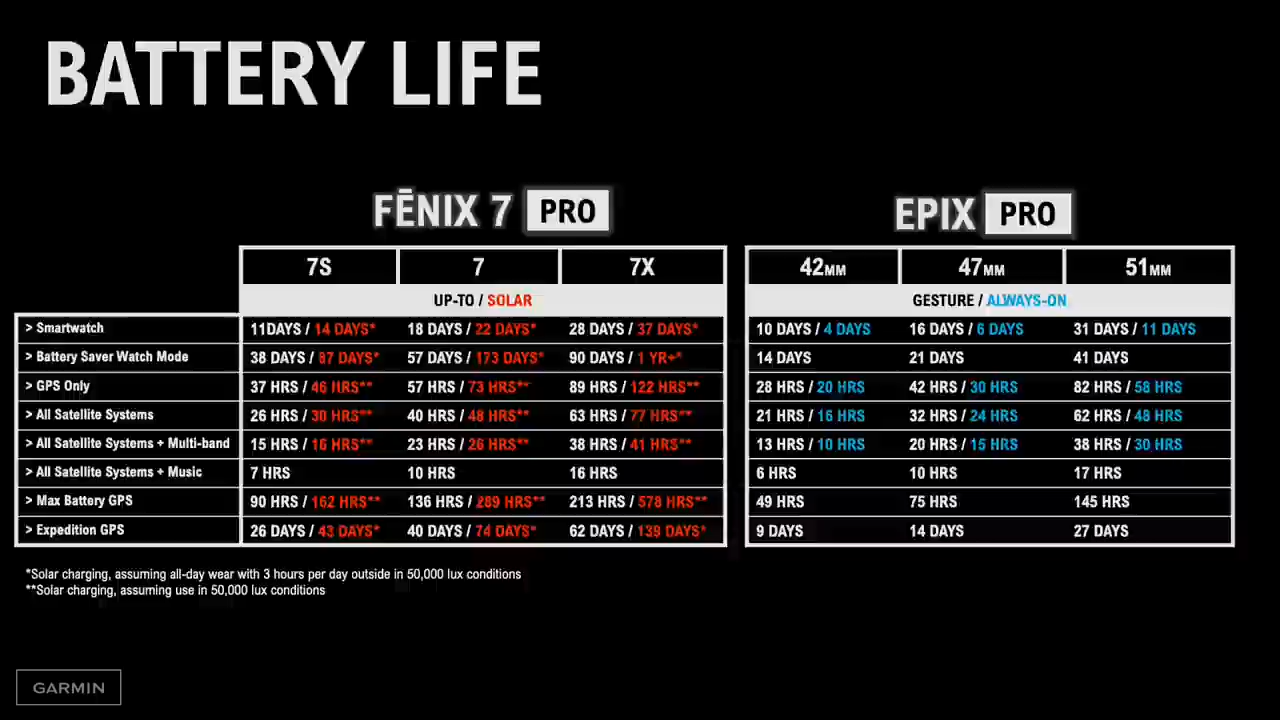 BATTERY LIFE
FĒNIX 7 PRO
EPIX PRO
7S 7 7X 42MM 47MM 51MM
UP-TO / SOLAR GESTURE / ALWAYS-ON
> Smartwatch 11DAYS / 14 DAYS* 18 DAYS / 22 DAYS* 28 DAYS / 37 DAYS* 10 DAYS / 4 DAYS 16 DAYS / 6 DAYS 31 DAYS / 11 DAYS
> Battery Saver Watch Mode 38 DAYS / 87 DAYS* 57 DAYS / 173 DAYS* 90 DAYS / 1 YR+* 14 DAYS 21 DAYS 41 DAYS
> GPS Only 37 HRS / 46 HRS** 57 HRS / 73 HRS** 89 HRS / 122 HRS** 28 HRS / 20 HRS 42 HRS / 30 HRS 82 HRS / 58 HRS
> All Satellite Systems 26 HRS / 30 HRS** 40 HRS / 48 HRS** 63 HRS / 77 HRS** 21 HRS / 16 HRS 32 HRS / 24 HRS 62 HRS / 48 HRS
> All Satellite Systems + Multi-band 15 HRS / 16 HRS** 23 HRS / 26 HRS** 38 HRS / 41 HRS** 13 HRS / 10 HRS 20 HRS / 15 HRS 38 HRS / 30 HRS
> All Satellite Systems + Music 7 HRS 10 HRS 16 HRS 6 HRS 10 HRS 17 HRS
> Max Battery GPS 90 HRS / 162 HRS** 136 HRS / 289 HRS** 213 HRS / 578 HRS** 49 HRS 75 HRS 145 HRS
> Expedition GPS 26 DAYS / 43 DAYS* 40 DAYS / 74 DAYS* 62 DAYS / 139 DAYS* 9 DAYS 14 DAYS 27 DAYS
*Solar charging, assuming all-day wear with 3 hours per day outside in 50,000 lux conditions
**Solar charging, assuming use in 50,000 lux conditions
GARMIN